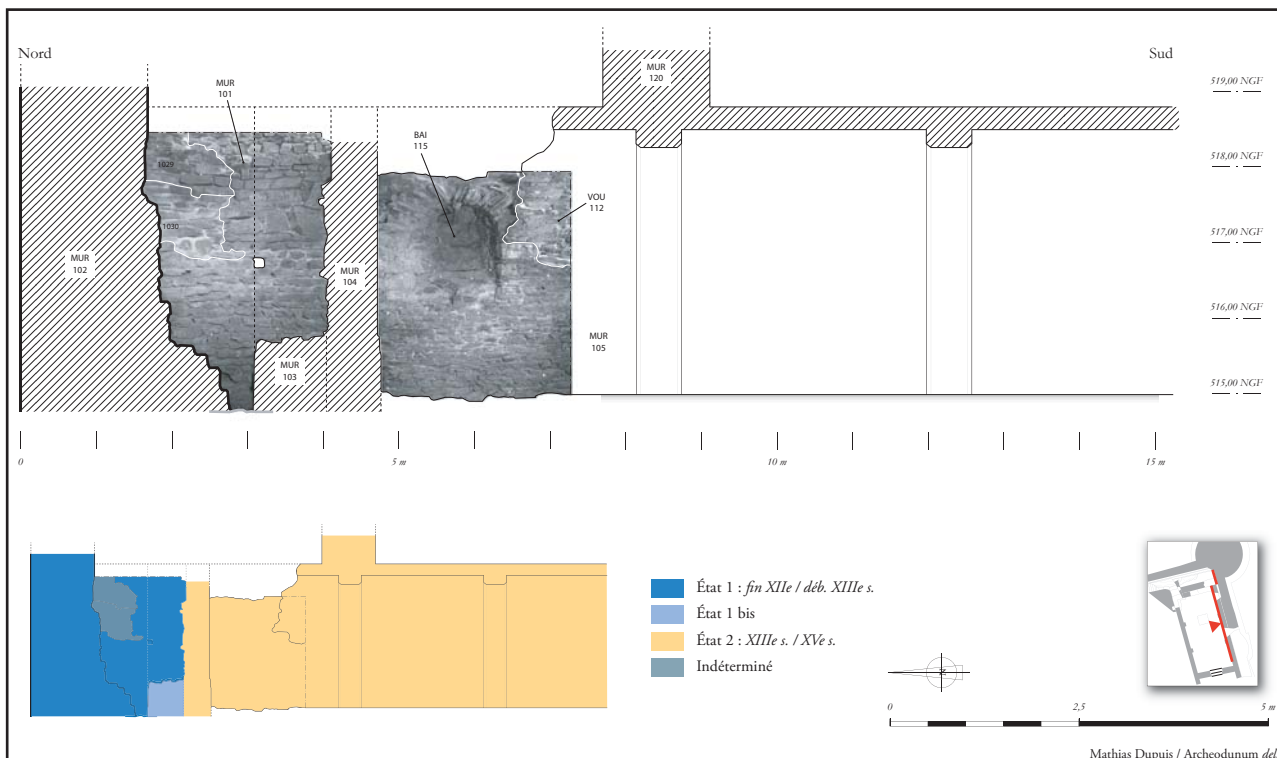 Nord
Sud
MUR
120
519,00 NGF
MUR
101
BAI
115
518,00 NGF
1029
VOU
112
1030
517,00 NGF
MUR
102
MUR
104
516,00 NGF
MUR
105
MUR
103
515,00 NGF
0
5 m
10 m
15 m
État 1 : fin XIIe / déb. XIIIe s.
État 1 bis
État 2 : XIIIe s. / XVe s.
Indéterminé
N
0
2,5
5 m
Mathias Dupuis / Archeodunum del.